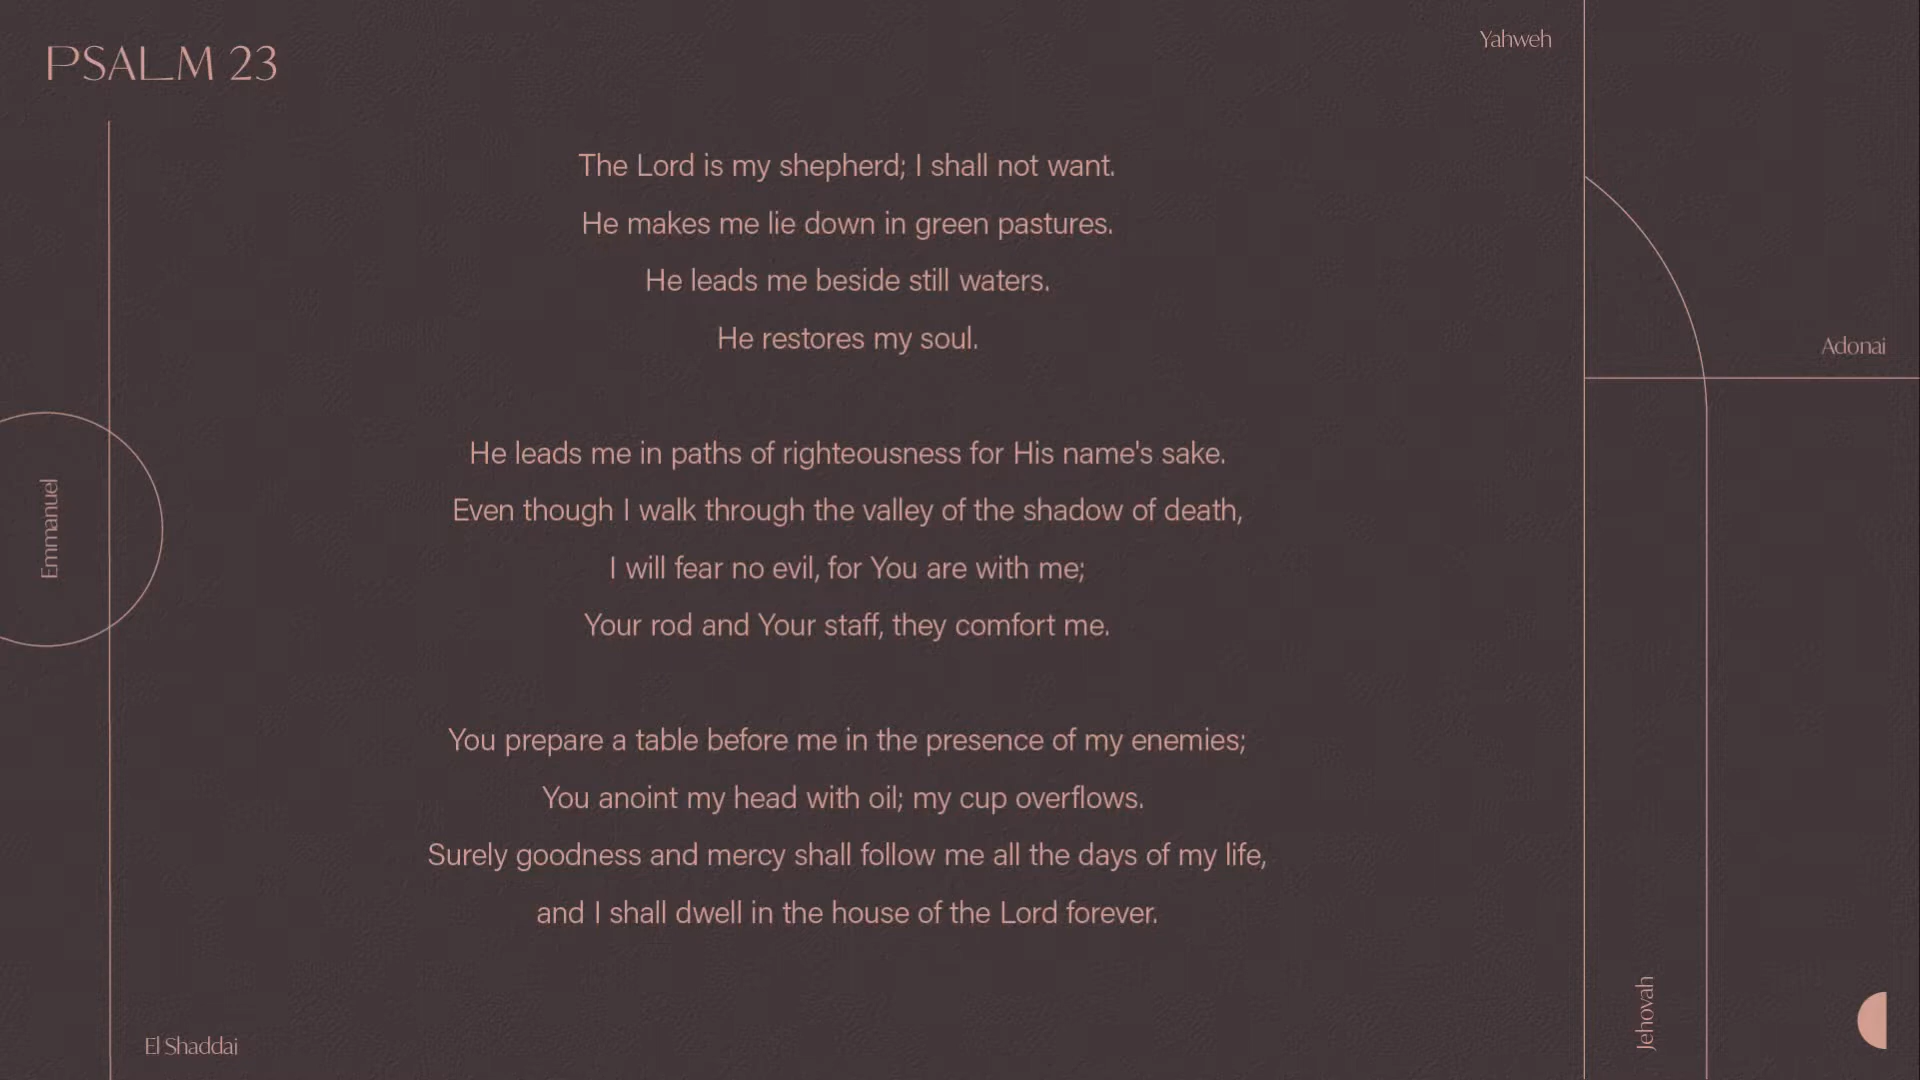 PSALM 23
Yahweh
The Lord is my shepherd; I shall not want.
He makes me lie down in green pastures.
He leads me beside still waters.
He restores my soul.
Adonai
He leads me in paths of righteousness for His name's sake.
Even though I walk through the valley of the shadow of death,
I will fear no evil, for You are with me;
Your rod and Your staff, they comfort me.
Emmanuel
You prepare a table before me in the presence of my enemies;
You anoint my head with oil; my cup overflows.
Surely goodness and mercy shall follow me all the days of my life,
and I shall dwell in the house of the Lord forever.
Jehovah
El Shaddai